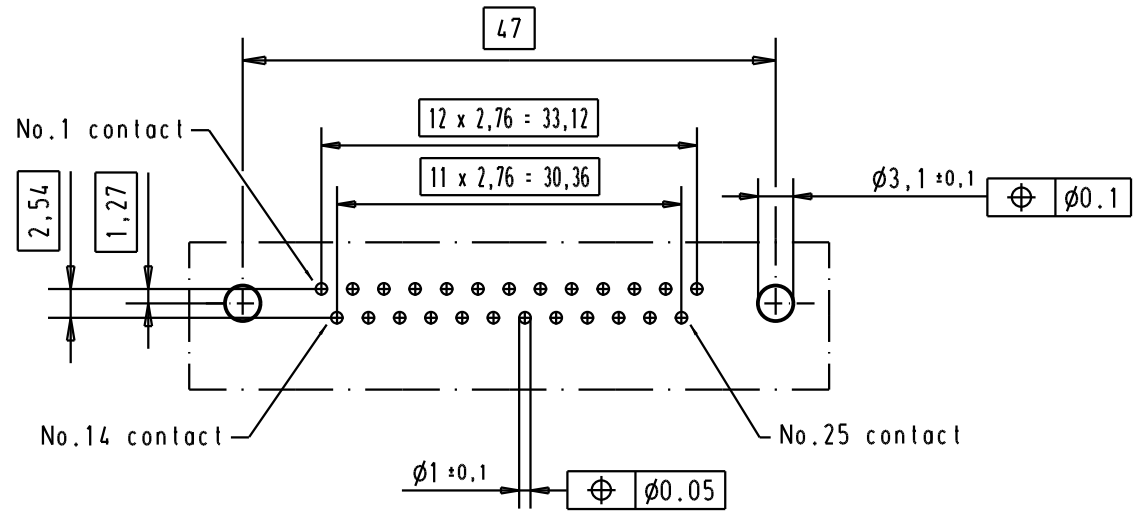 47
12 x 2,76 = 33,12
No.1 contact
11 x 2,76 = 30,36
2,54
1,27
Ø3,1 ±0,1
⌖ Ø0.1
No.14 contact
No.25 contact
Ø1 ±0,1
⌖ Ø0.05